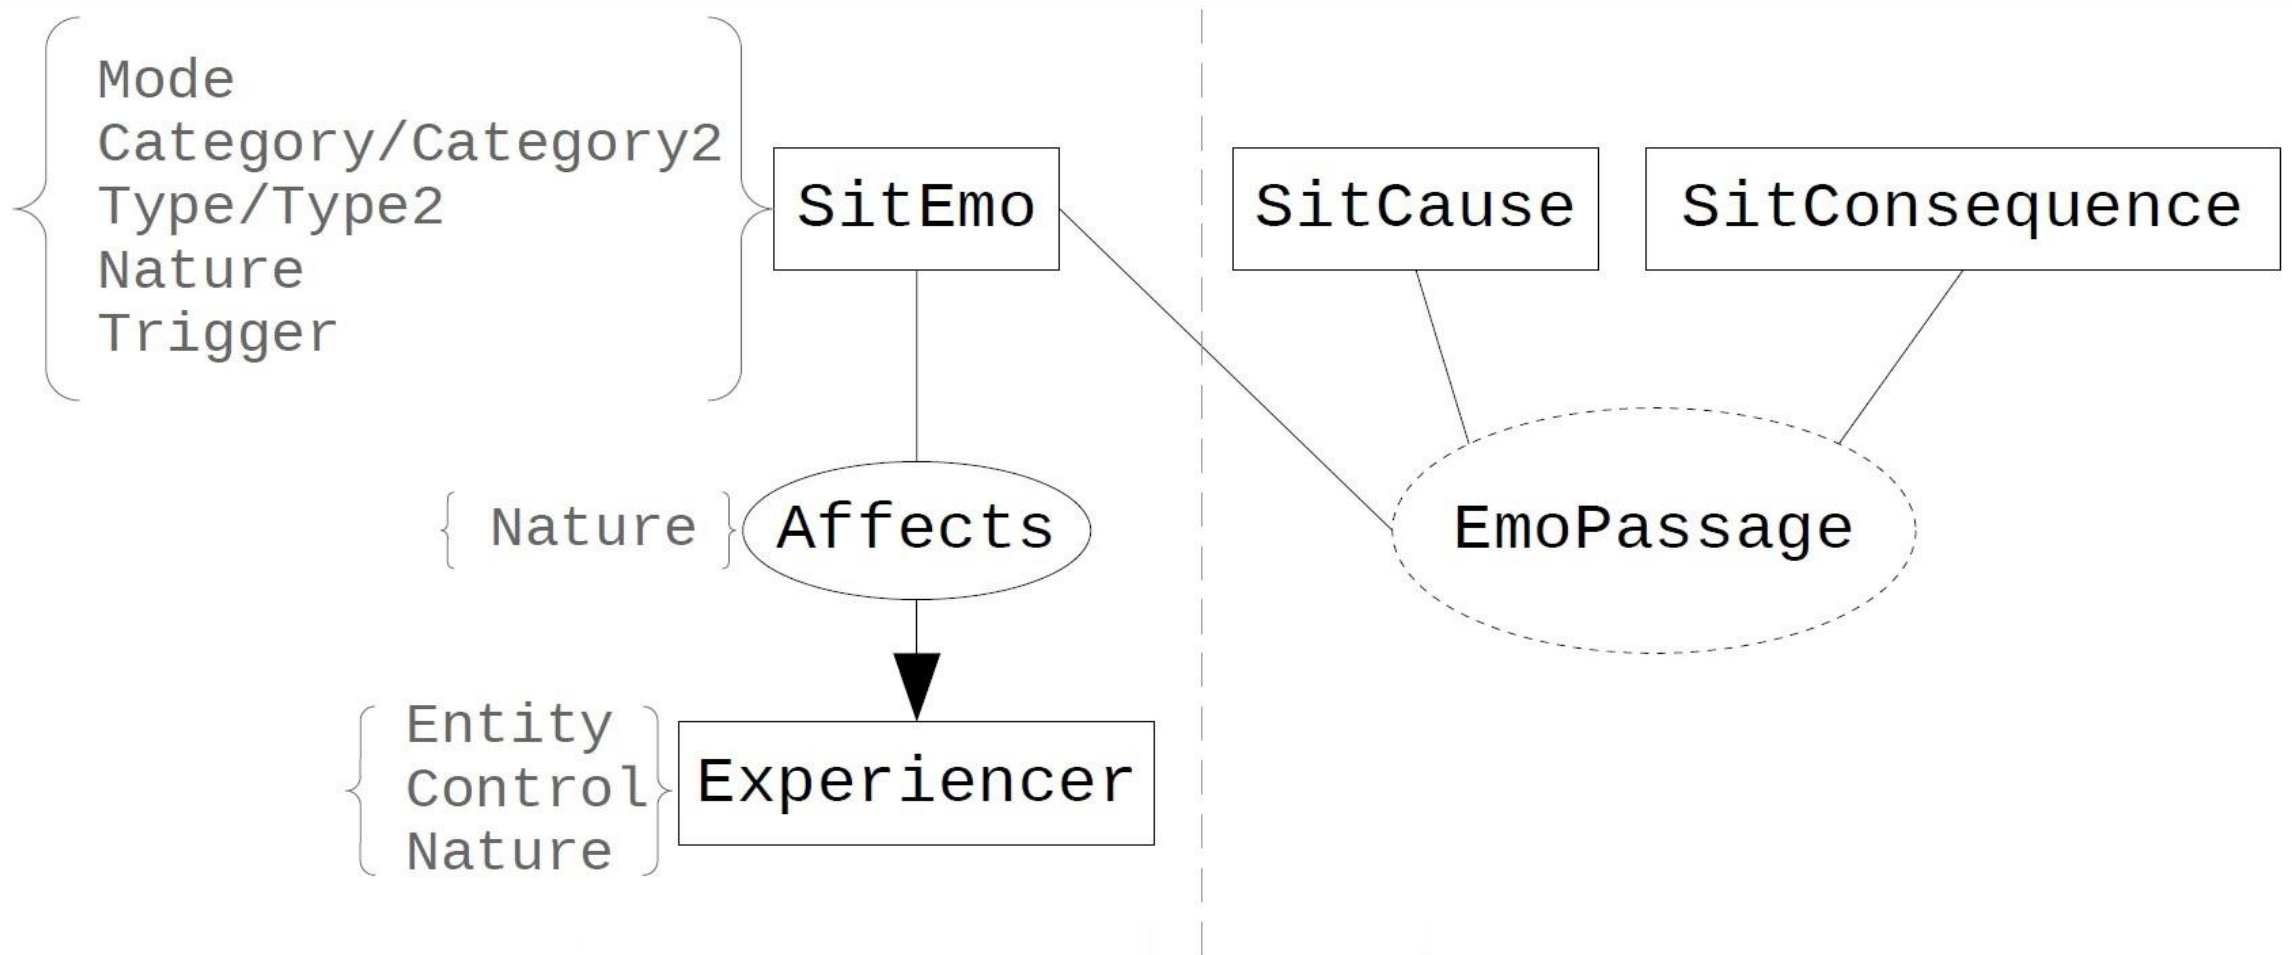 Mode
Category/Category2
Type/Type2
Nature
Trigger
SitEmo
SitCause
SitConsequence
Nature
Affects
EmoPassage
Entity
Control
Nature
Experiencer